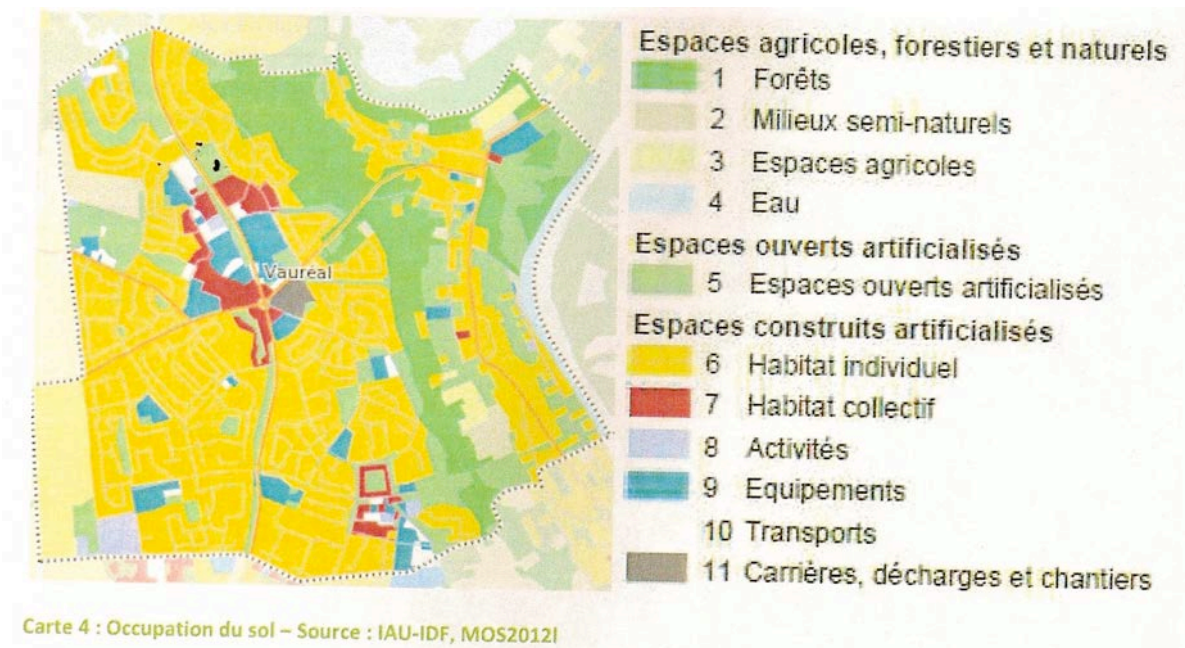 Espaces agricoles, forestiers et naturels
1 Forêts
2 Milieux semi-naturels
3 Espaces agricoles
4 Eau
Espaces ouverts artificialisés
5 Espaces ouverts artificialisés
Espaces construits artificialisés
6 Habitat individuel
7 Habitat collectif
8 Activités
9 Equipements
10 Transports
11 Carrières, décharges et chantiers
Vauréal
Carte 4 : Occupation du sol – Source : IAU-IDF, MOS2012I